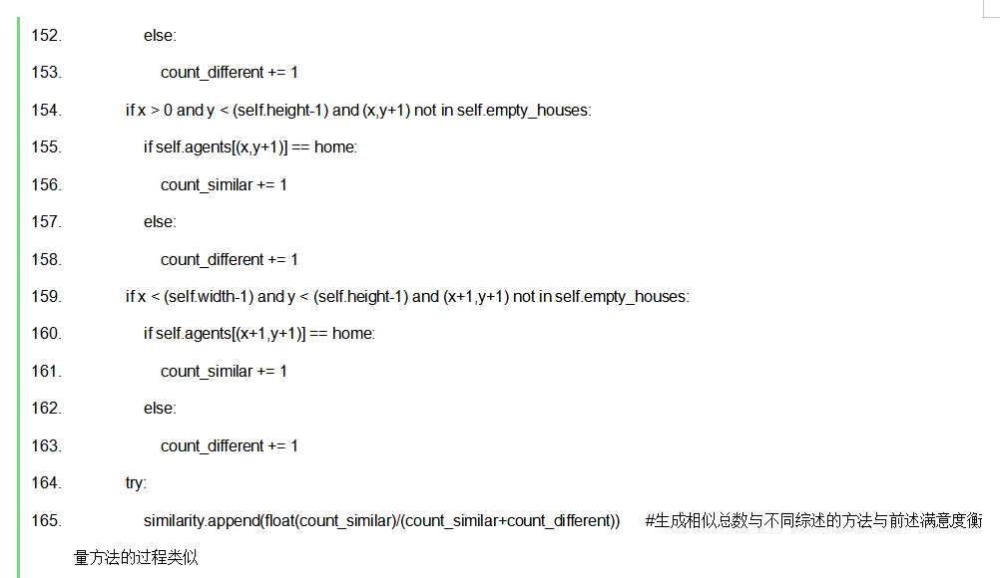 152. else:
153. count_different += 1
154. if x > 0 and y < (self.height-1) and (x,y+1) not in self.empty_houses:
155. if self.agents[(x,y+1)] == home:
156. count_similar += 1
157. else:
158. count_different += 1
159. if x < (self.width-1) and y < (self.height-1) and (x+1,y+1) not in self.empty_houses:
160. if self.agents[(x+1,y+1)] == home:
161. count_similar += 1
162. else:
163. count_different += 1
164. try:
165. similarity.append(float(count_similar)/(count_similar+count_different)) #生成相似总数与不同综述的方法与前述满意度衡
量方法的过程类似